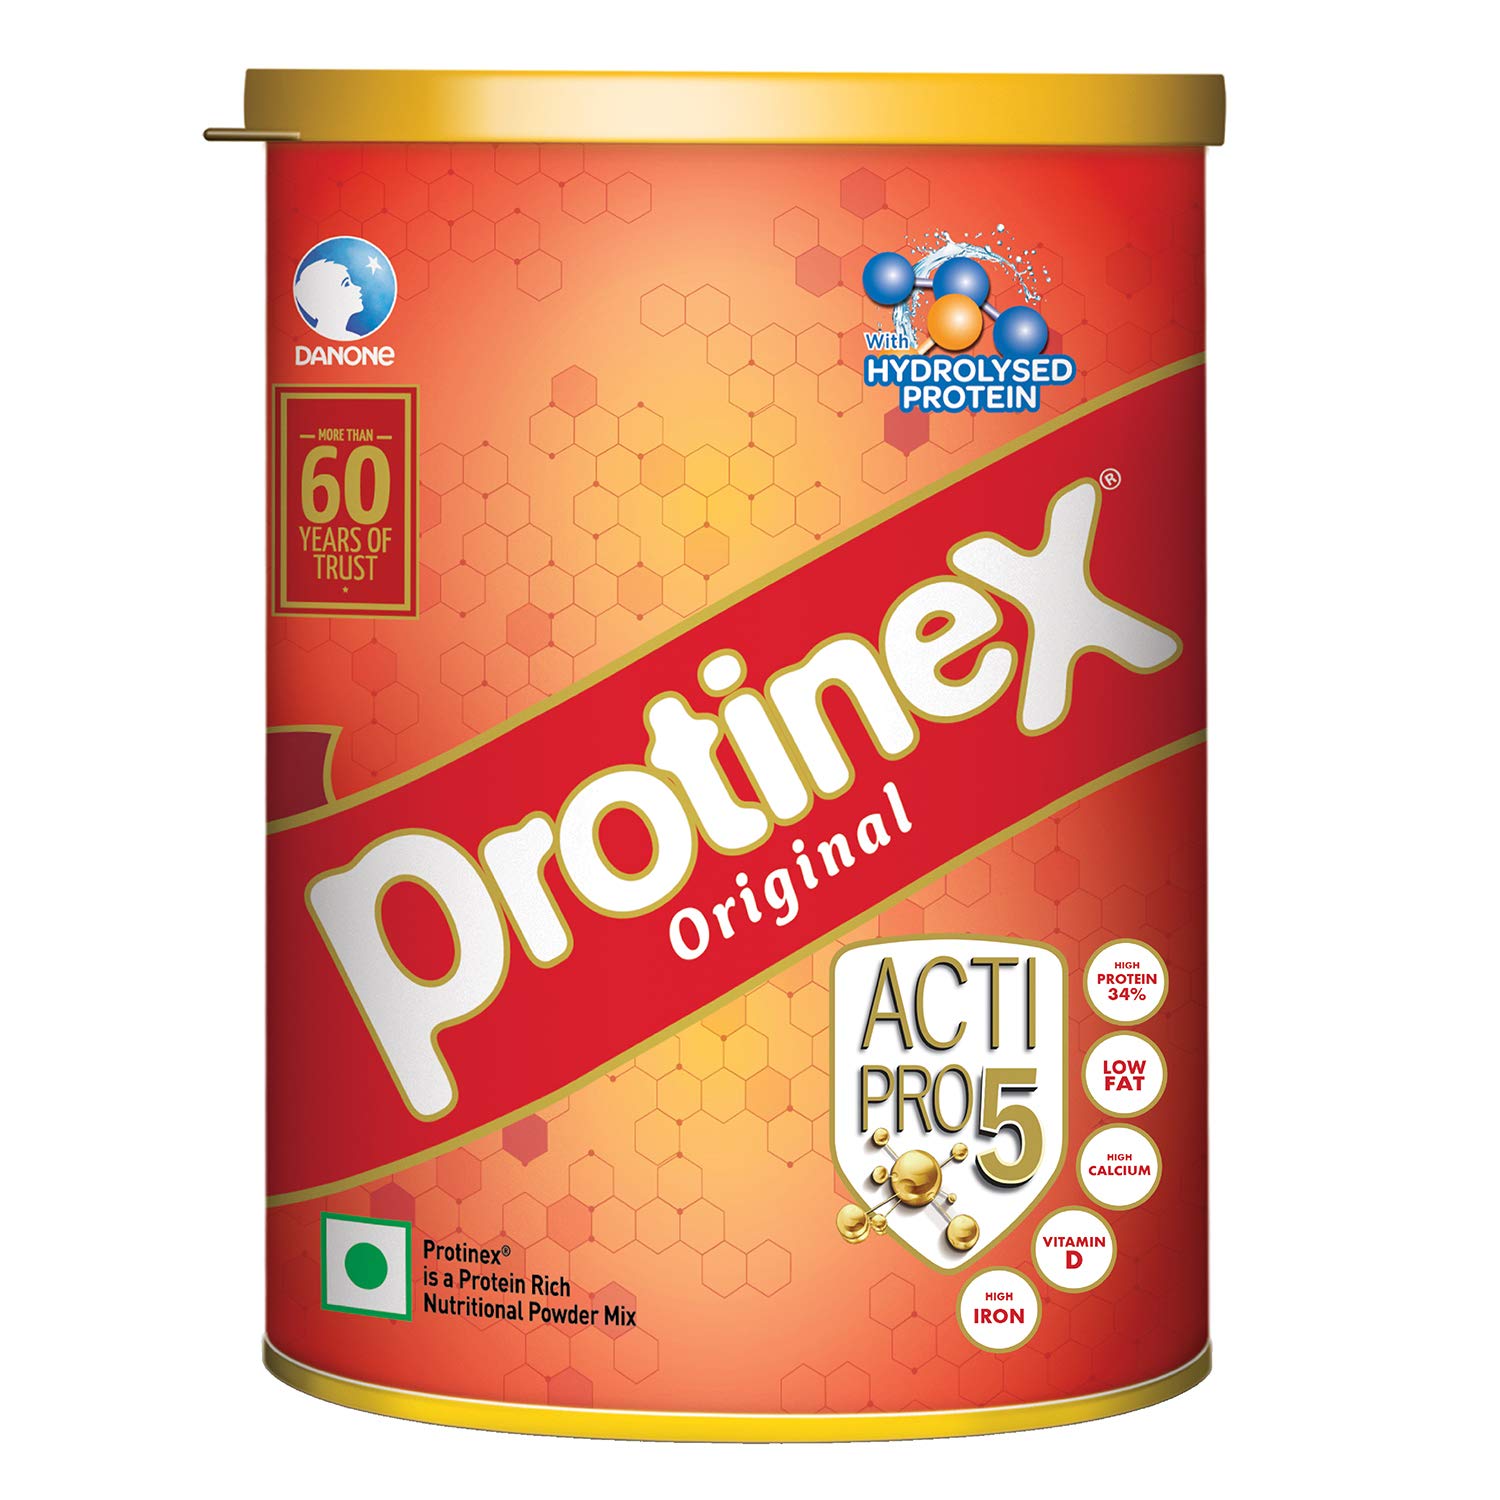 DANONE
MORE THAN
60
YEARS OF
TRUST
With
HYDROLYSED
PROTEIN
Protinex®
Original
ACTI
PRO5
HIGH
PROTEIN
34%
LOW
FAT
HIGH
CALCIUM
VITAMIN
D
HIGH
IRON
Protinex®
is a Protein Rich
Nutritional Powder Mix